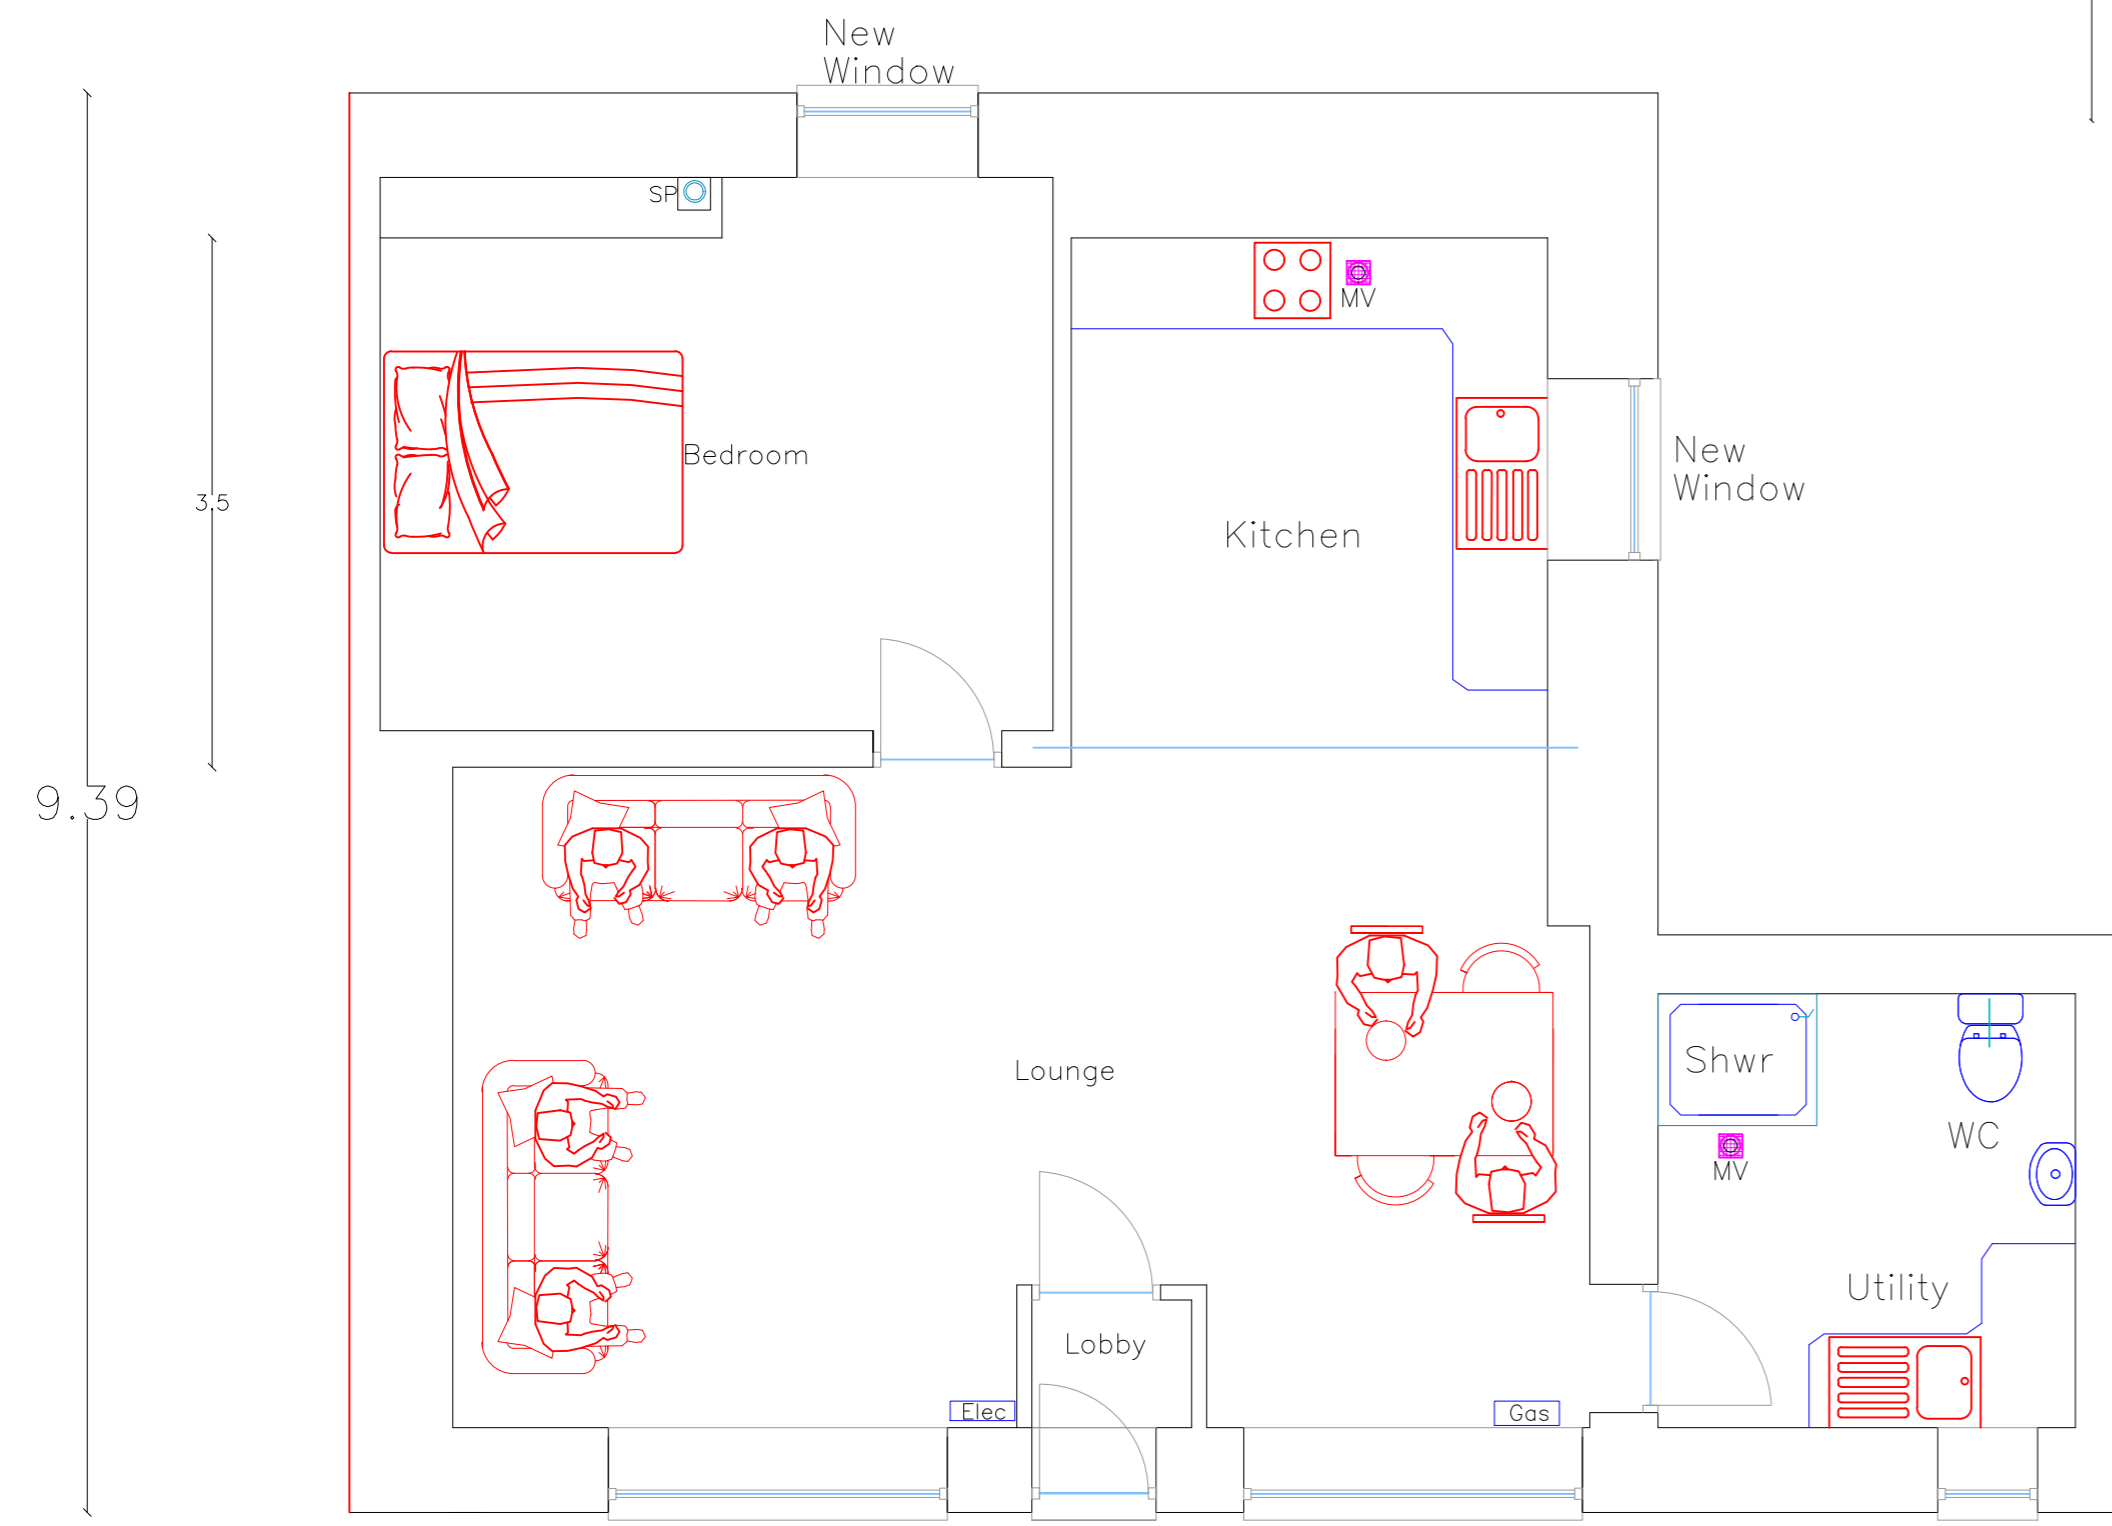 New
Window
SP
MV
Bedroom
New
Window
3.5
Kitchen
9.39
Shwr
Lounge
WC
MV
Utility
Lobby
Elec
Gas